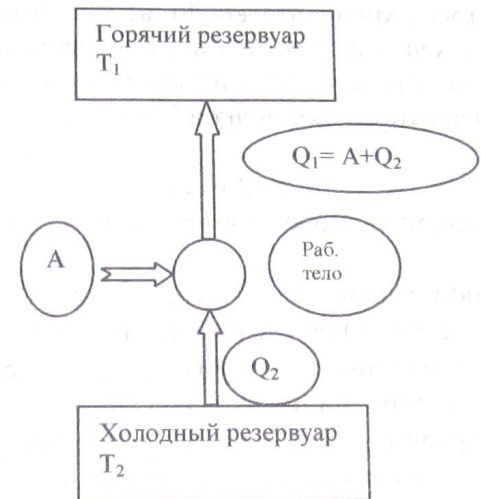 Горячий резервуар
T₁
Q₁= A+Q₂
A
Раб.
тело
Q₂
Холодный резервуар
T₂